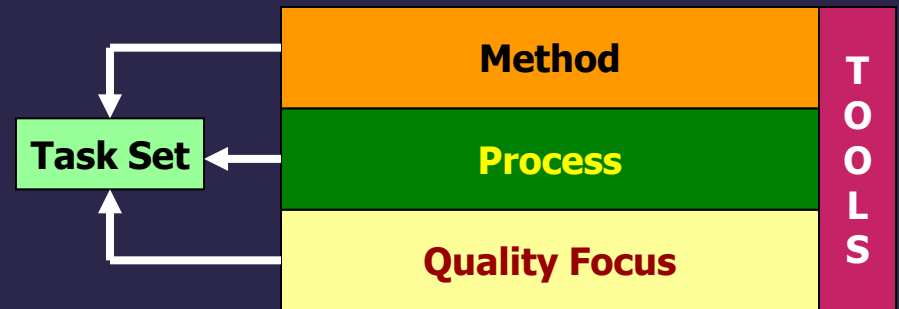 Method
Task Set
Process
Quality Focus
T
O
O
L
S